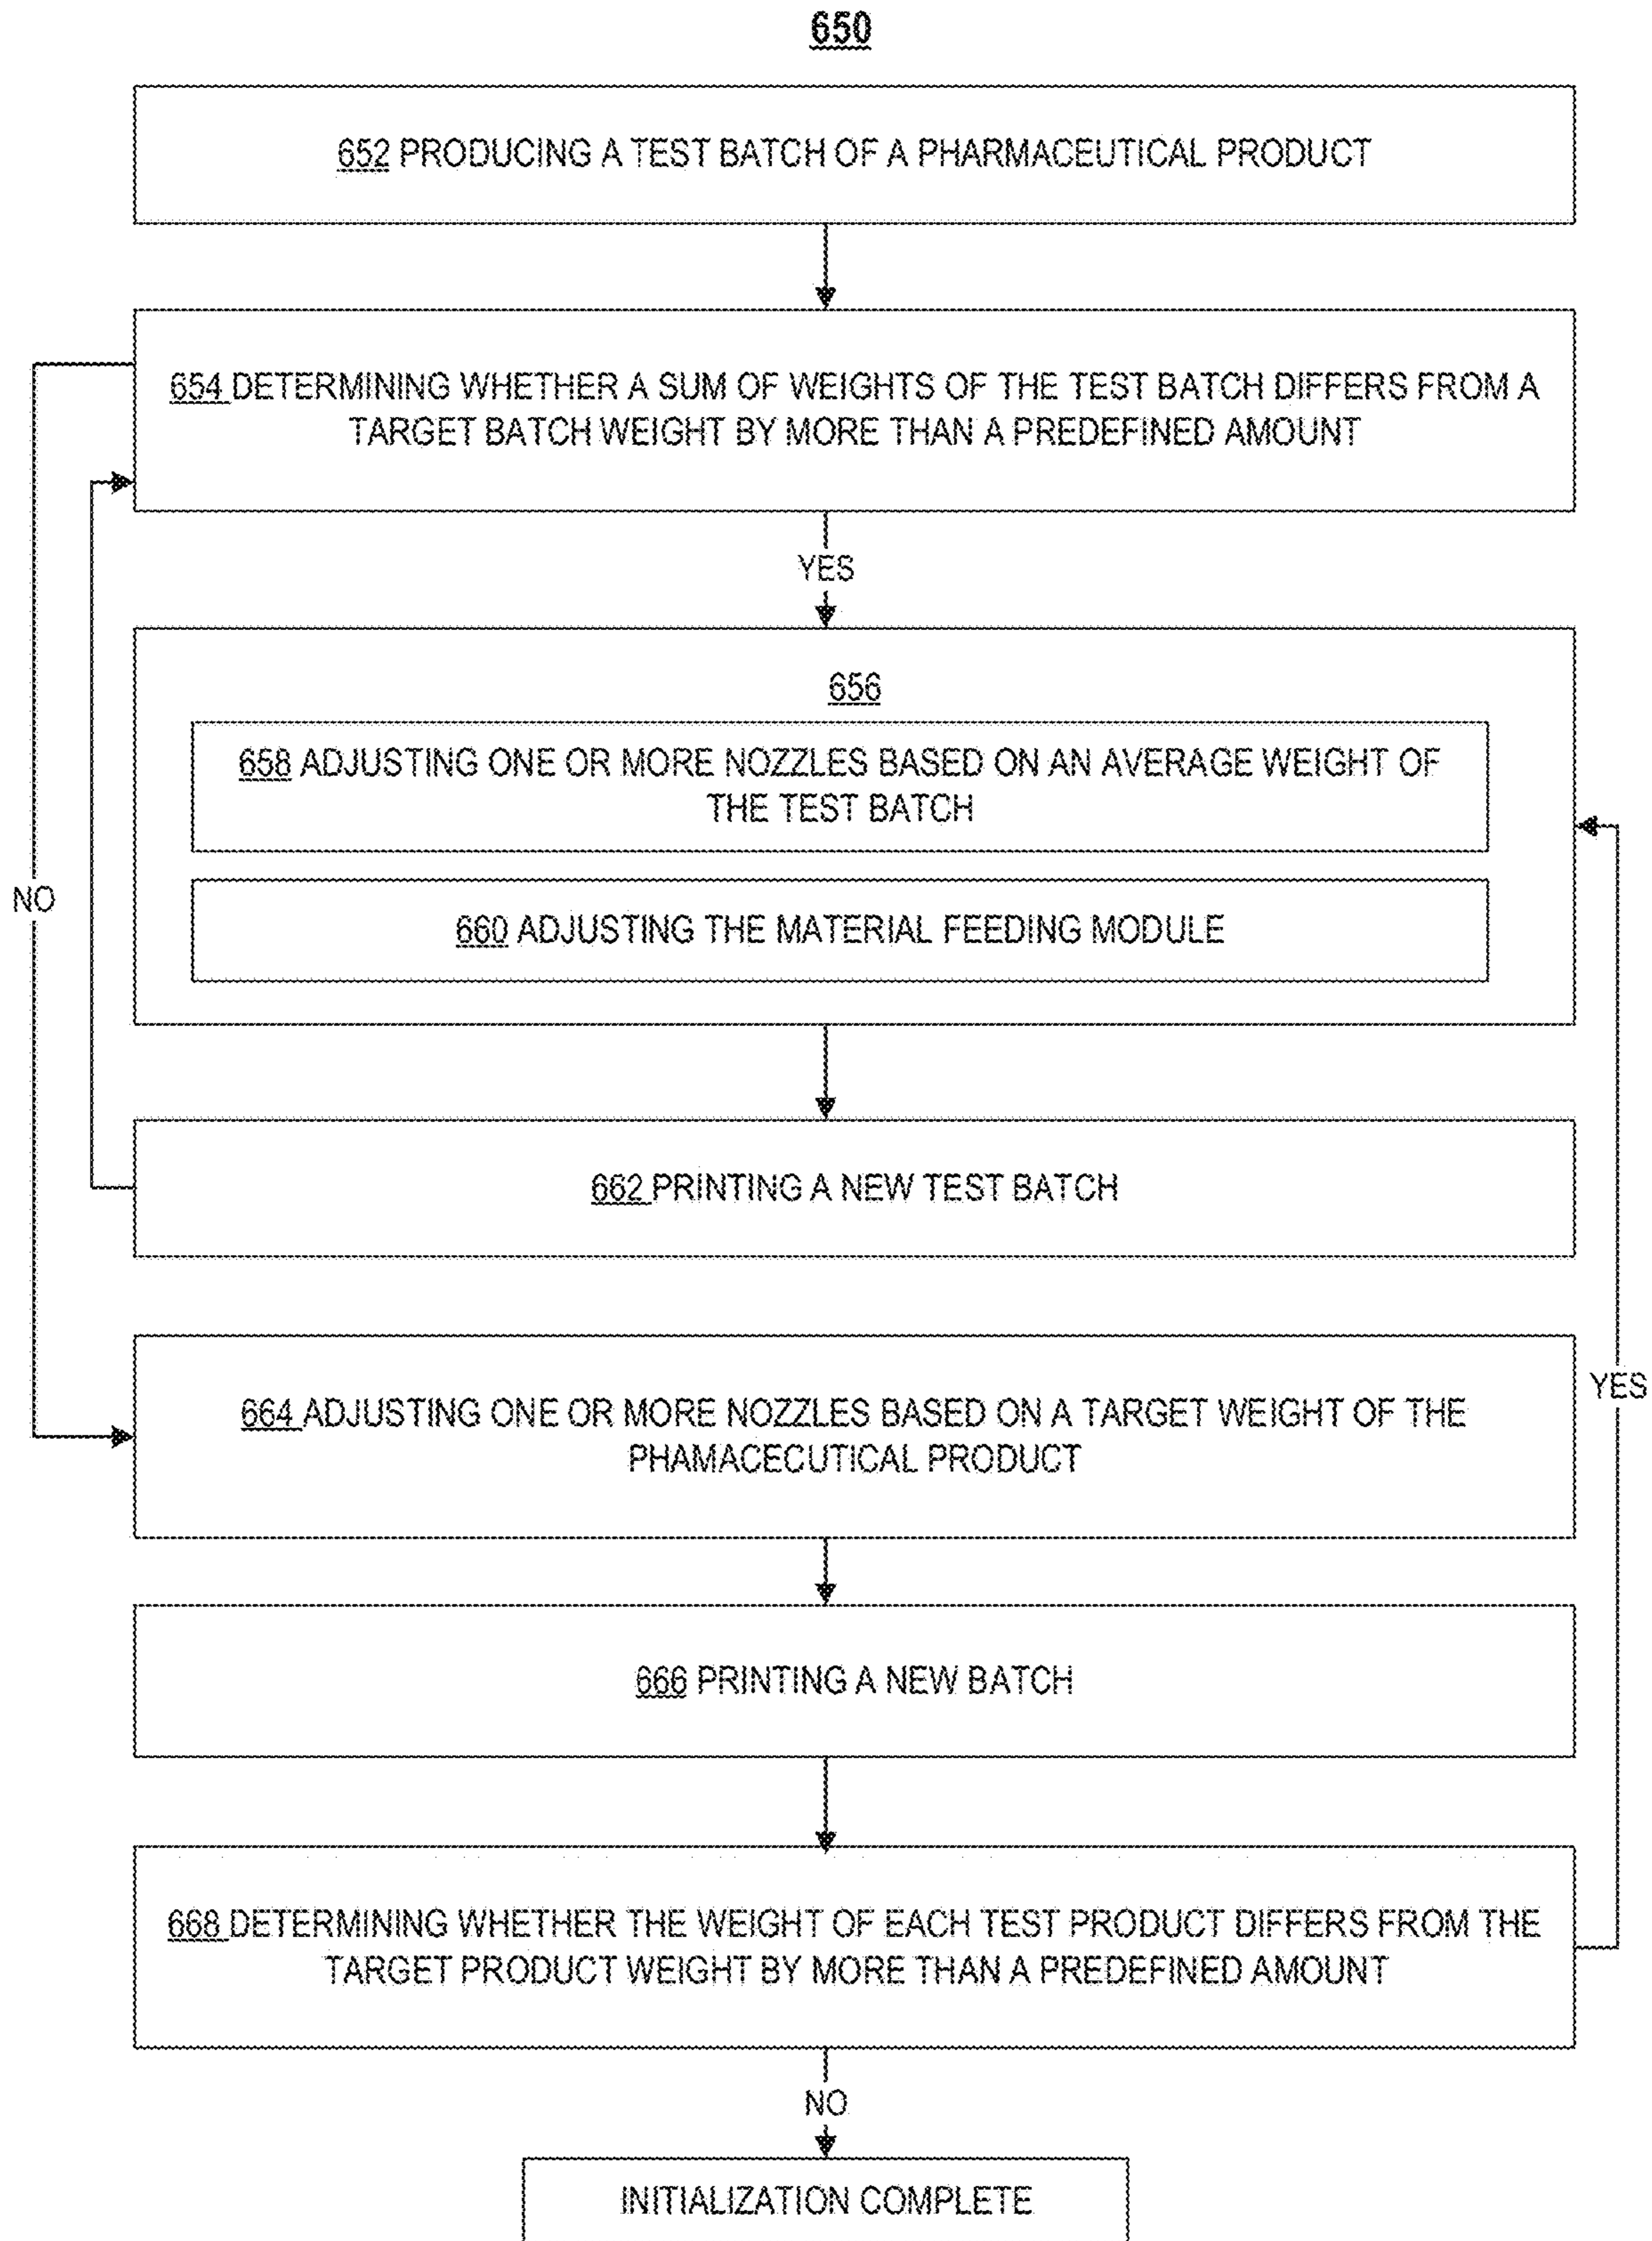 650
652 PRODUCING A TEST BATCH OF A PHARMACEUTICAL PRODUCT
654 DETERMINING WHETHER A SUM OF WEIGHTS OF THE TEST BATCH DIFFERS FROM A
TARGET BATCH WEIGHT BY MORE THAN A PREDEFINED AMOUNT
YES
656
658 ADJUSTING ONE OR MORE NOZZLES BASED ON AN AVERAGE WEIGHT OF
THE TEST BATCH
NO
660 ADJUSTING THE MATERIAL FEEDING MODULE
662 PRINTING A NEW TEST BATCH
YES
664 ADJUSTING ONE OR MORE NOZZLES BASED ON A TARGET WEIGHT OF THE
PHAMACECUTICAL PRODUCT
666 PRINTING A NEW BATCH
668 DETERMINING WHETHER THE WEIGHT OF EACH TEST PRODUCT DIFFERS FROM THE
TARGET PRODUCT WEIGHT BY MORE THAN A PREDEFINED AMOUNT
NO
INITIALIZATION COMPLETE